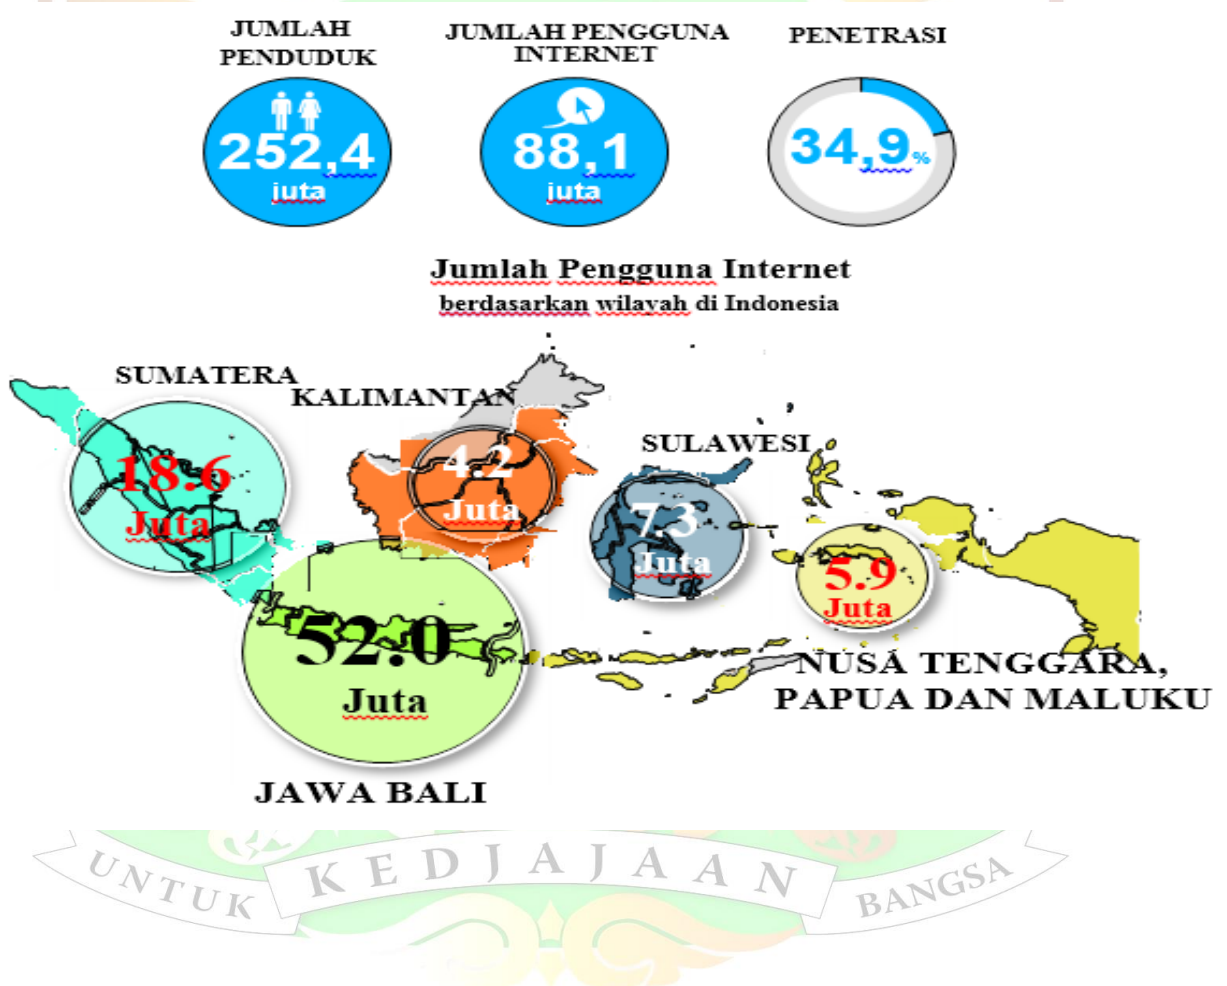 JUMLAH
PENDUDUK
252,4
juta
JUMLAH PENGGUNA
INTERNET
88,1
juta
PENETRASI
34,9%
Jumlah Pengguna Internet
berdasarkan wilayah di Indonesia
SUMATERA
18.6
Juta
KALIMANTAN
4.2
Juta
SULAWESI
7.3
Juta
5.9
Juta
NUSA TENGGARA,
PAPUA DAN MALUKU
52.0
Juta
JAWA BALI
UNTUK KEDJAJAAN BANGSA